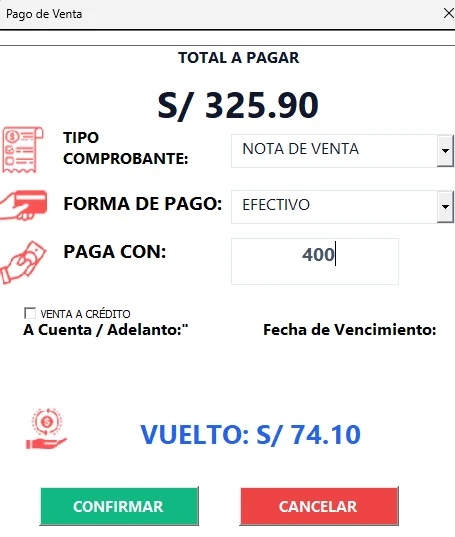 Pago de Venta
TOTAL A PAGAR
S/ 325.90
TIPO
COMPROBANTE:
NOTA DE VENTA
FORMA DE PAGO:
EFECTIVO
PAGA CON:
400
VENTA A CRÉDITO
A Cuenta / Adelanto:"
Fecha de Vencimiento:
VUELTO: S/ 74.10
CONFIRMAR
CANCELAR